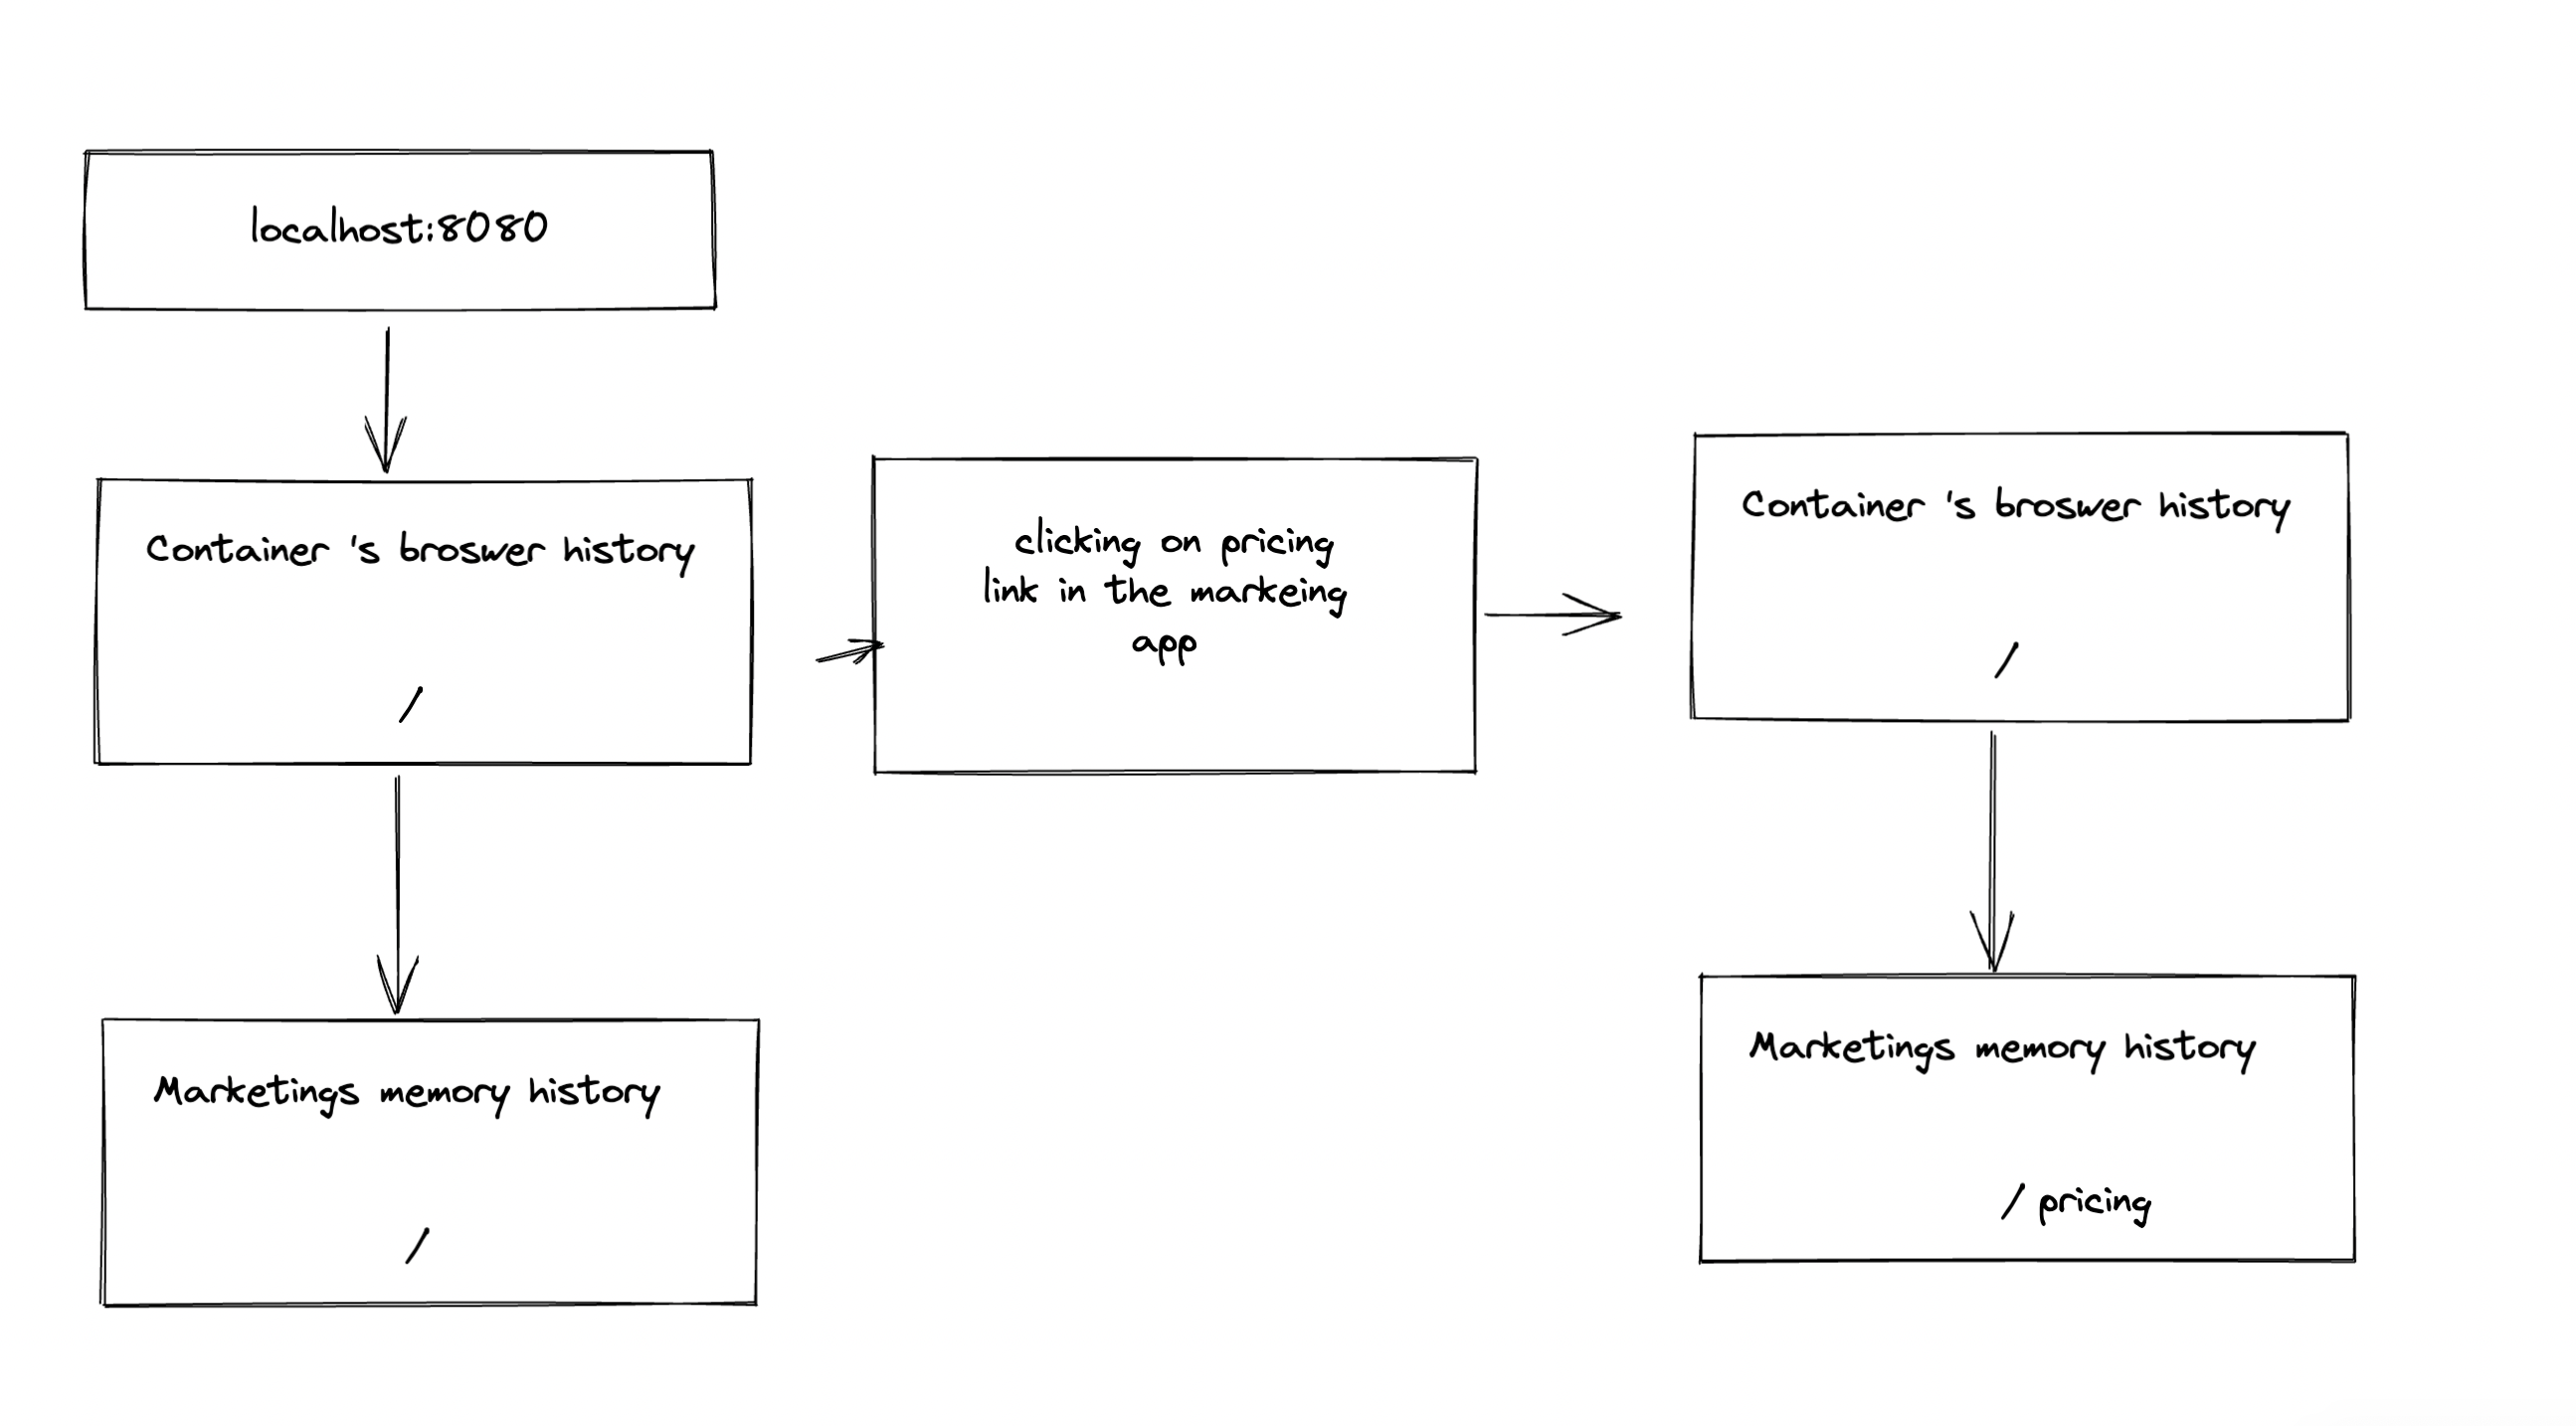 localhost:8080
Container 's broswer history
/
Marketings memory history
/
clicking on pricing
link in the markeing
app
Container 's broswer history
/
Marketings memory history
/ pricing